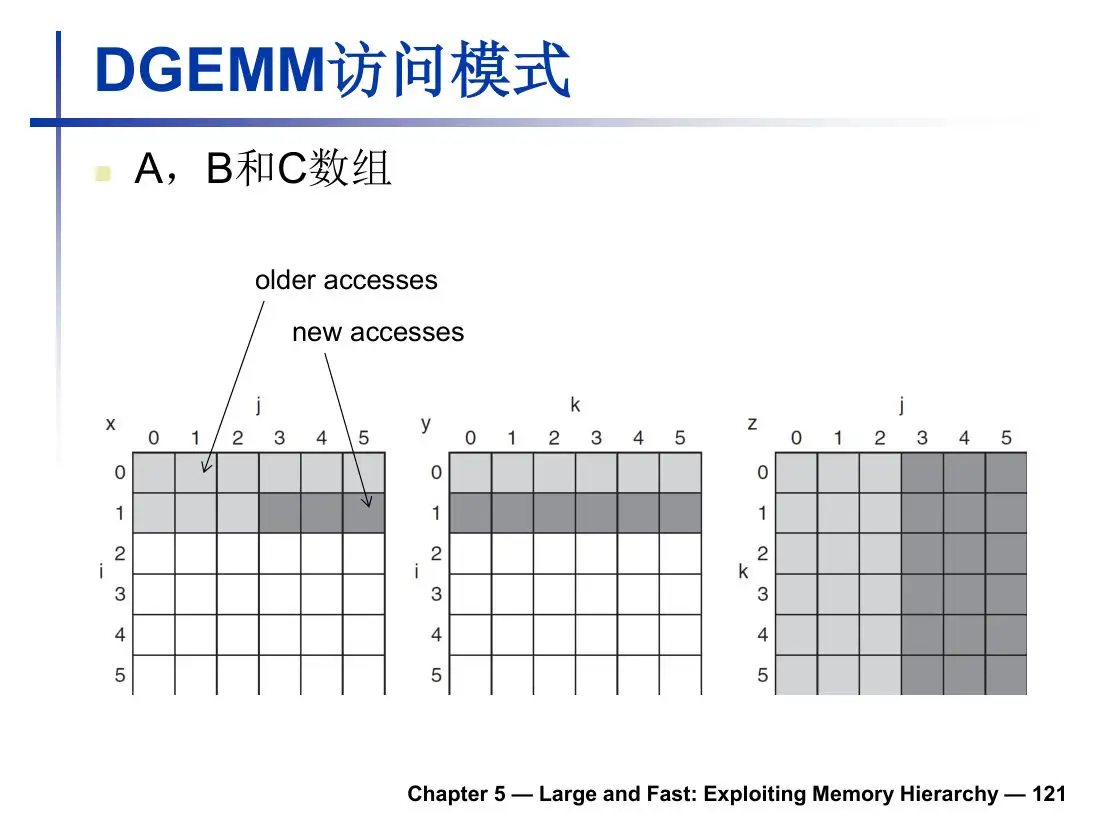 DGEMM访问模式
A，B和C数组
older accesses
new accesses
x j
0 1 2 3 4 5
0
1
2
i
3
4
5
y k
0 1 2 3 4 5
0
1
2
i
3
4
5
z j
0 1 2 3 4 5
0
1
2
k
3
4
5
Chapter 5 — Large and Fast: Exploiting Memory Hierarchy — 121